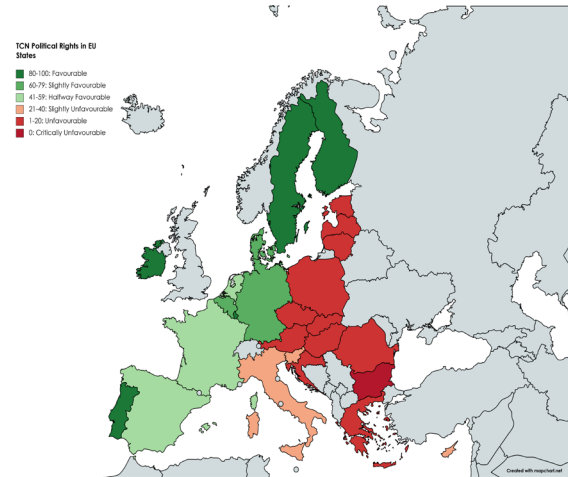 TCN Political Rights in EU
States
80-100: Favourable
60-79: Slightly Favourable
41-59: Halfway Favourable
21-40: Slightly Unfavourable
1-20: Unfavourable
0: Critically Unfavourable
Created with mapchart.net